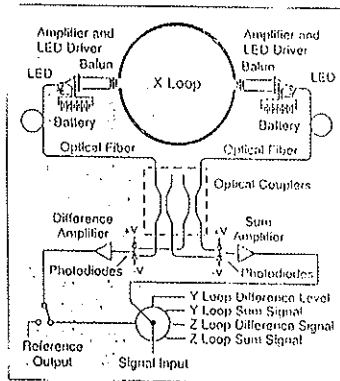 Amplifier and
LED Driver
Balun
LED
Battery
Optical Fiber
X Loop
Amplifier and
LED Driver
Balun
LED
Battery
Optical Fiber
Optical Couplers
Difference
Amplifier
Sum
Amplifier
+V
+V
-V
-V
Photodiodes
Photodiodes
Y Loop Difference Level
Y Loop Sum Signal
Z Loop Difference Signal
Z Loop Sum Signal
Reference
Output
Signal Input